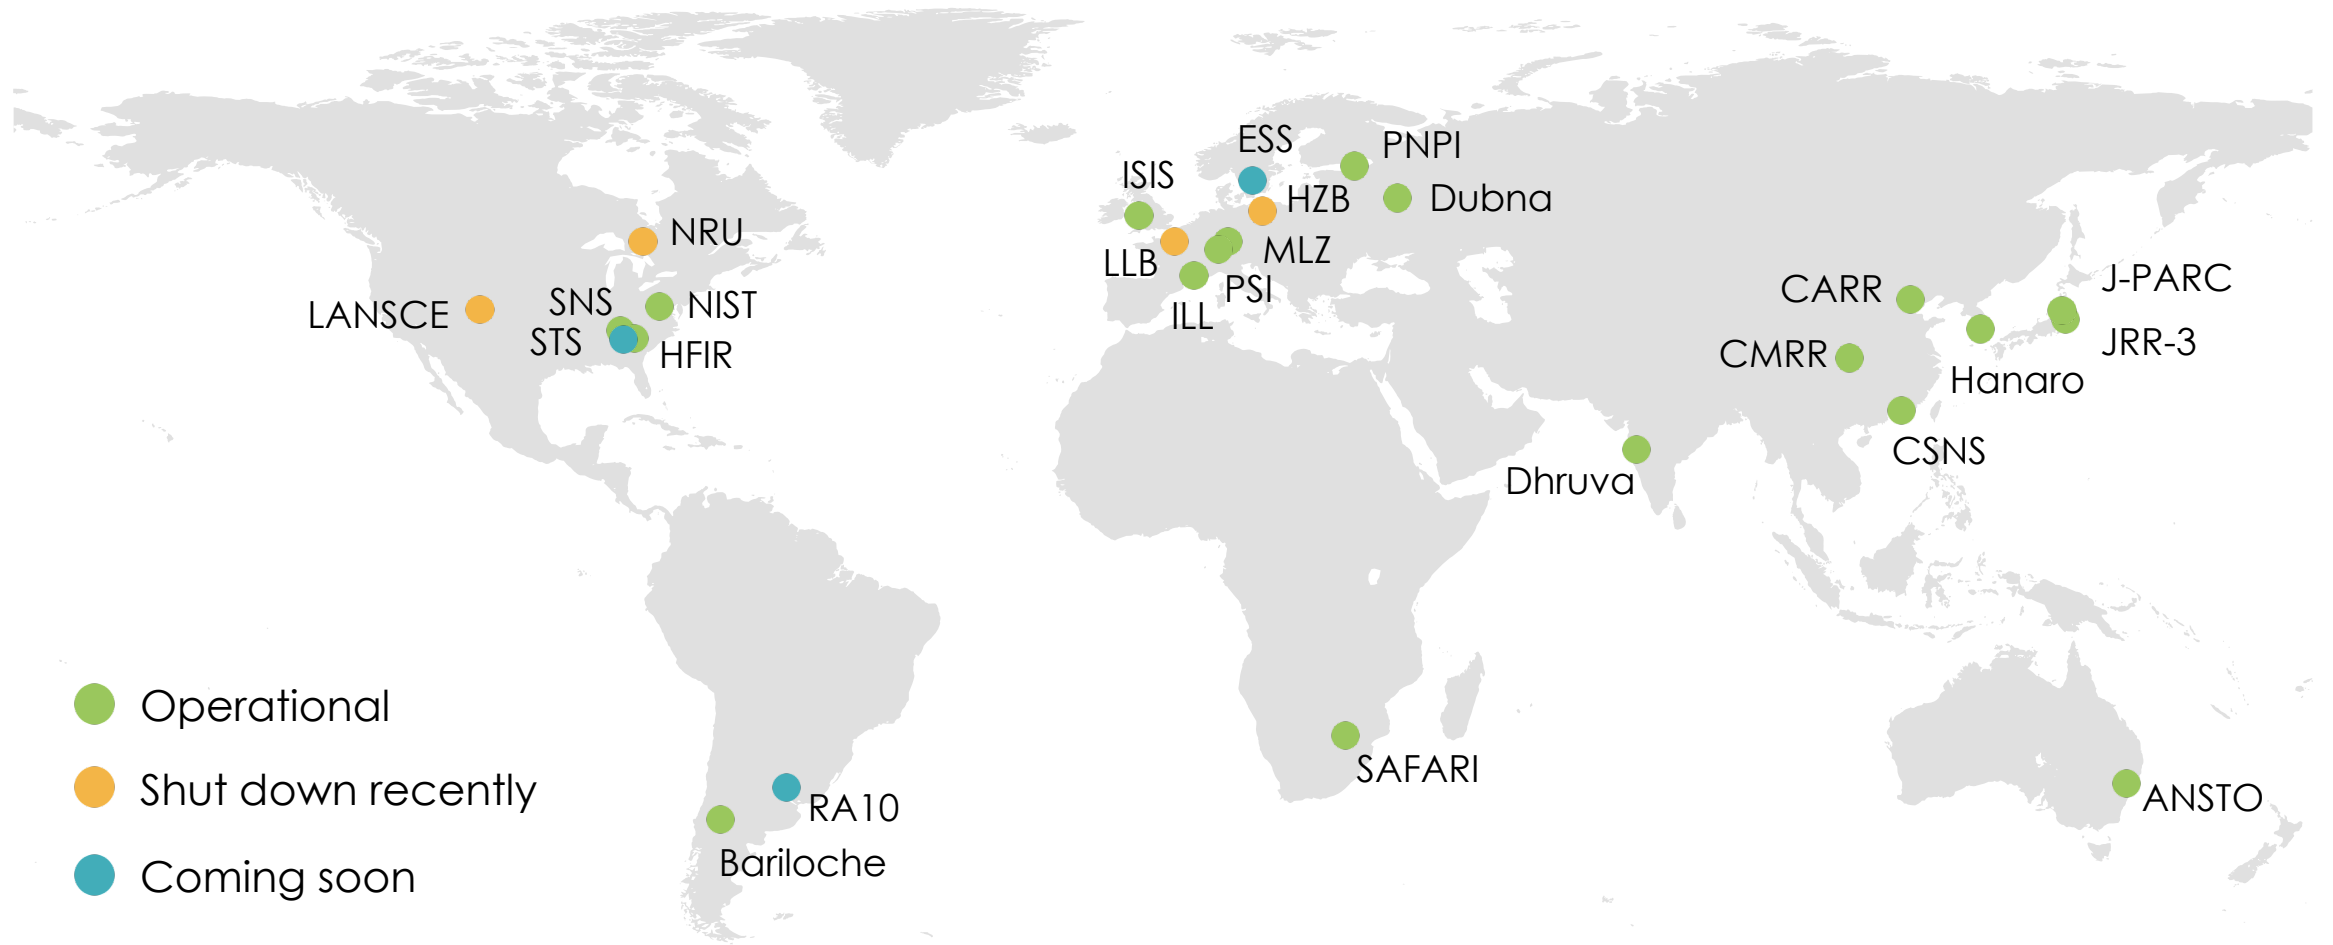 ESS
PNPI
ISIS
HZB
Dubna
NRU
LLB
MLZ
J-PARC
CARR
PSI
SNS
NIST
LANSCE
ILL
STS
JRR-3
HFIR
CMRR
Hanaro
CSNS
Dhruva
Operational
SAFARI
Shut down recently
ANSTO
RA10
Bariloche
Coming soon